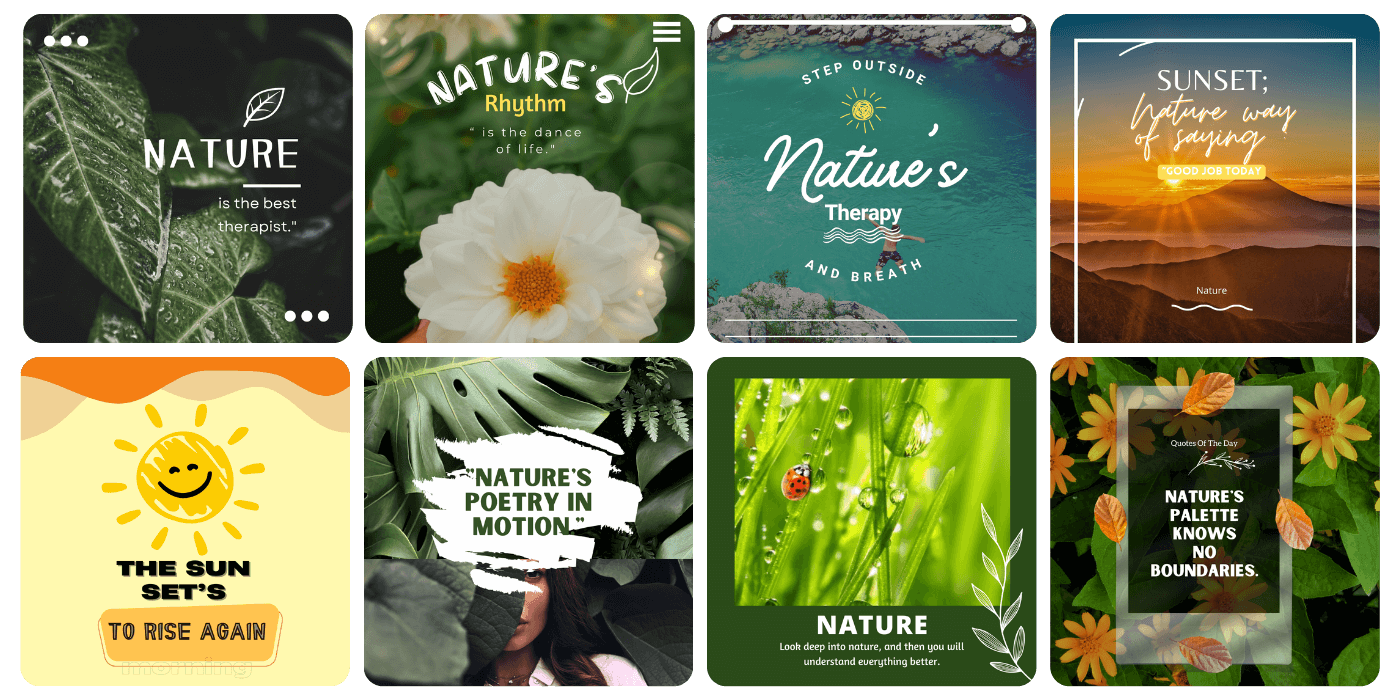 NATURE
is the best
therapist."
NATURE'S
Rhythm
" is the dance
of life."
STEP OUTSIDE
Nature's
Therapy
AND BREATH
SUNSET;
Nature way
of saying
"GOOD JOB TODAY
Nature
THE SUN
SET'S
TO RISE AGAIN
morning
"NATURE'S
POETRY IN
MOTION."
NATURE
Look deep into nature, and then you will
understand everything better.
Quotes Of The Day
NATURE'S
PALETTE
KNOWS
NO
BOUNDARIES.